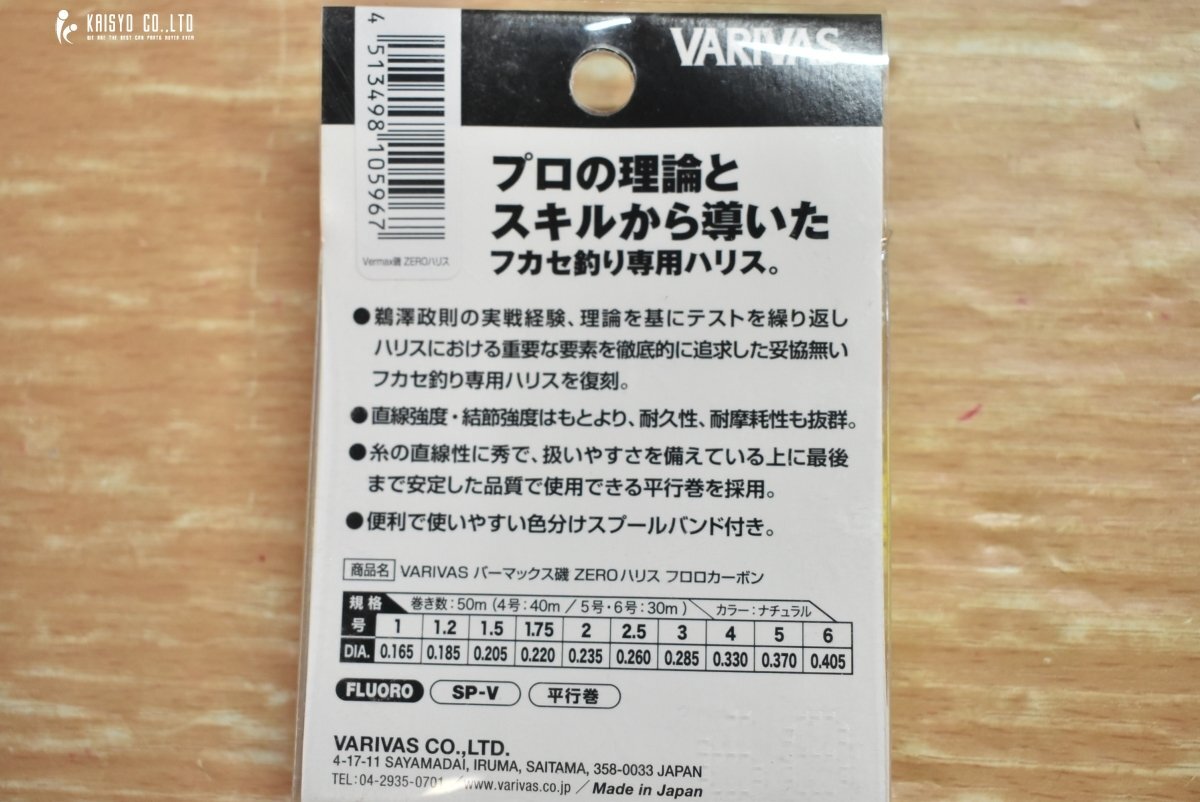 KAISYO CO.,LTD
WE ARE THE BEST CAR PARTS BUYER EVER
VARIVAS
4 513498 105967
Vermax磯 ZEROハリス
プロの理論と
スキルから導いた
フカセ釣り専用ハリス。
●鵜澤政則の実戦経験、理論を基にテストを繰り返し
ハリスにおける重要な要素を徹底的に追求した妥協無い
フカセ釣り専用ハリスを復刻。
●直線強度・結節強度はもとより、耐久性、耐摩耗性も抜群。
●糸の直線性に秀で、扱いやすさを備えている上に最後
まで安定した品質で使用できる平行巻を採用。
●便利で使いやすい色分けスプールバンド付き。
商品名 VARIVAS バーマックス磯 ZEROハリス フロロカーボン
規格 巻き数:50m (4号:40m / 5号・6号:30m) カラー:ナチュラル
号 1 1.2 1.5 1.75 2 2.5 3 4 5 6
DIA. 0.165 0.185 0.205 0.220 0.235 0.260 0.285 0.330 0.370 0.405
FLUORO SP-V 平行巻
VARIVAS CO.,LTD.
4-17-11 SAYAMADAI, IRUMA, SAITAMA, 358-0033 JAPAN
TEL:04-2935-0701 / www.varivas.co.jp / Made in Japan